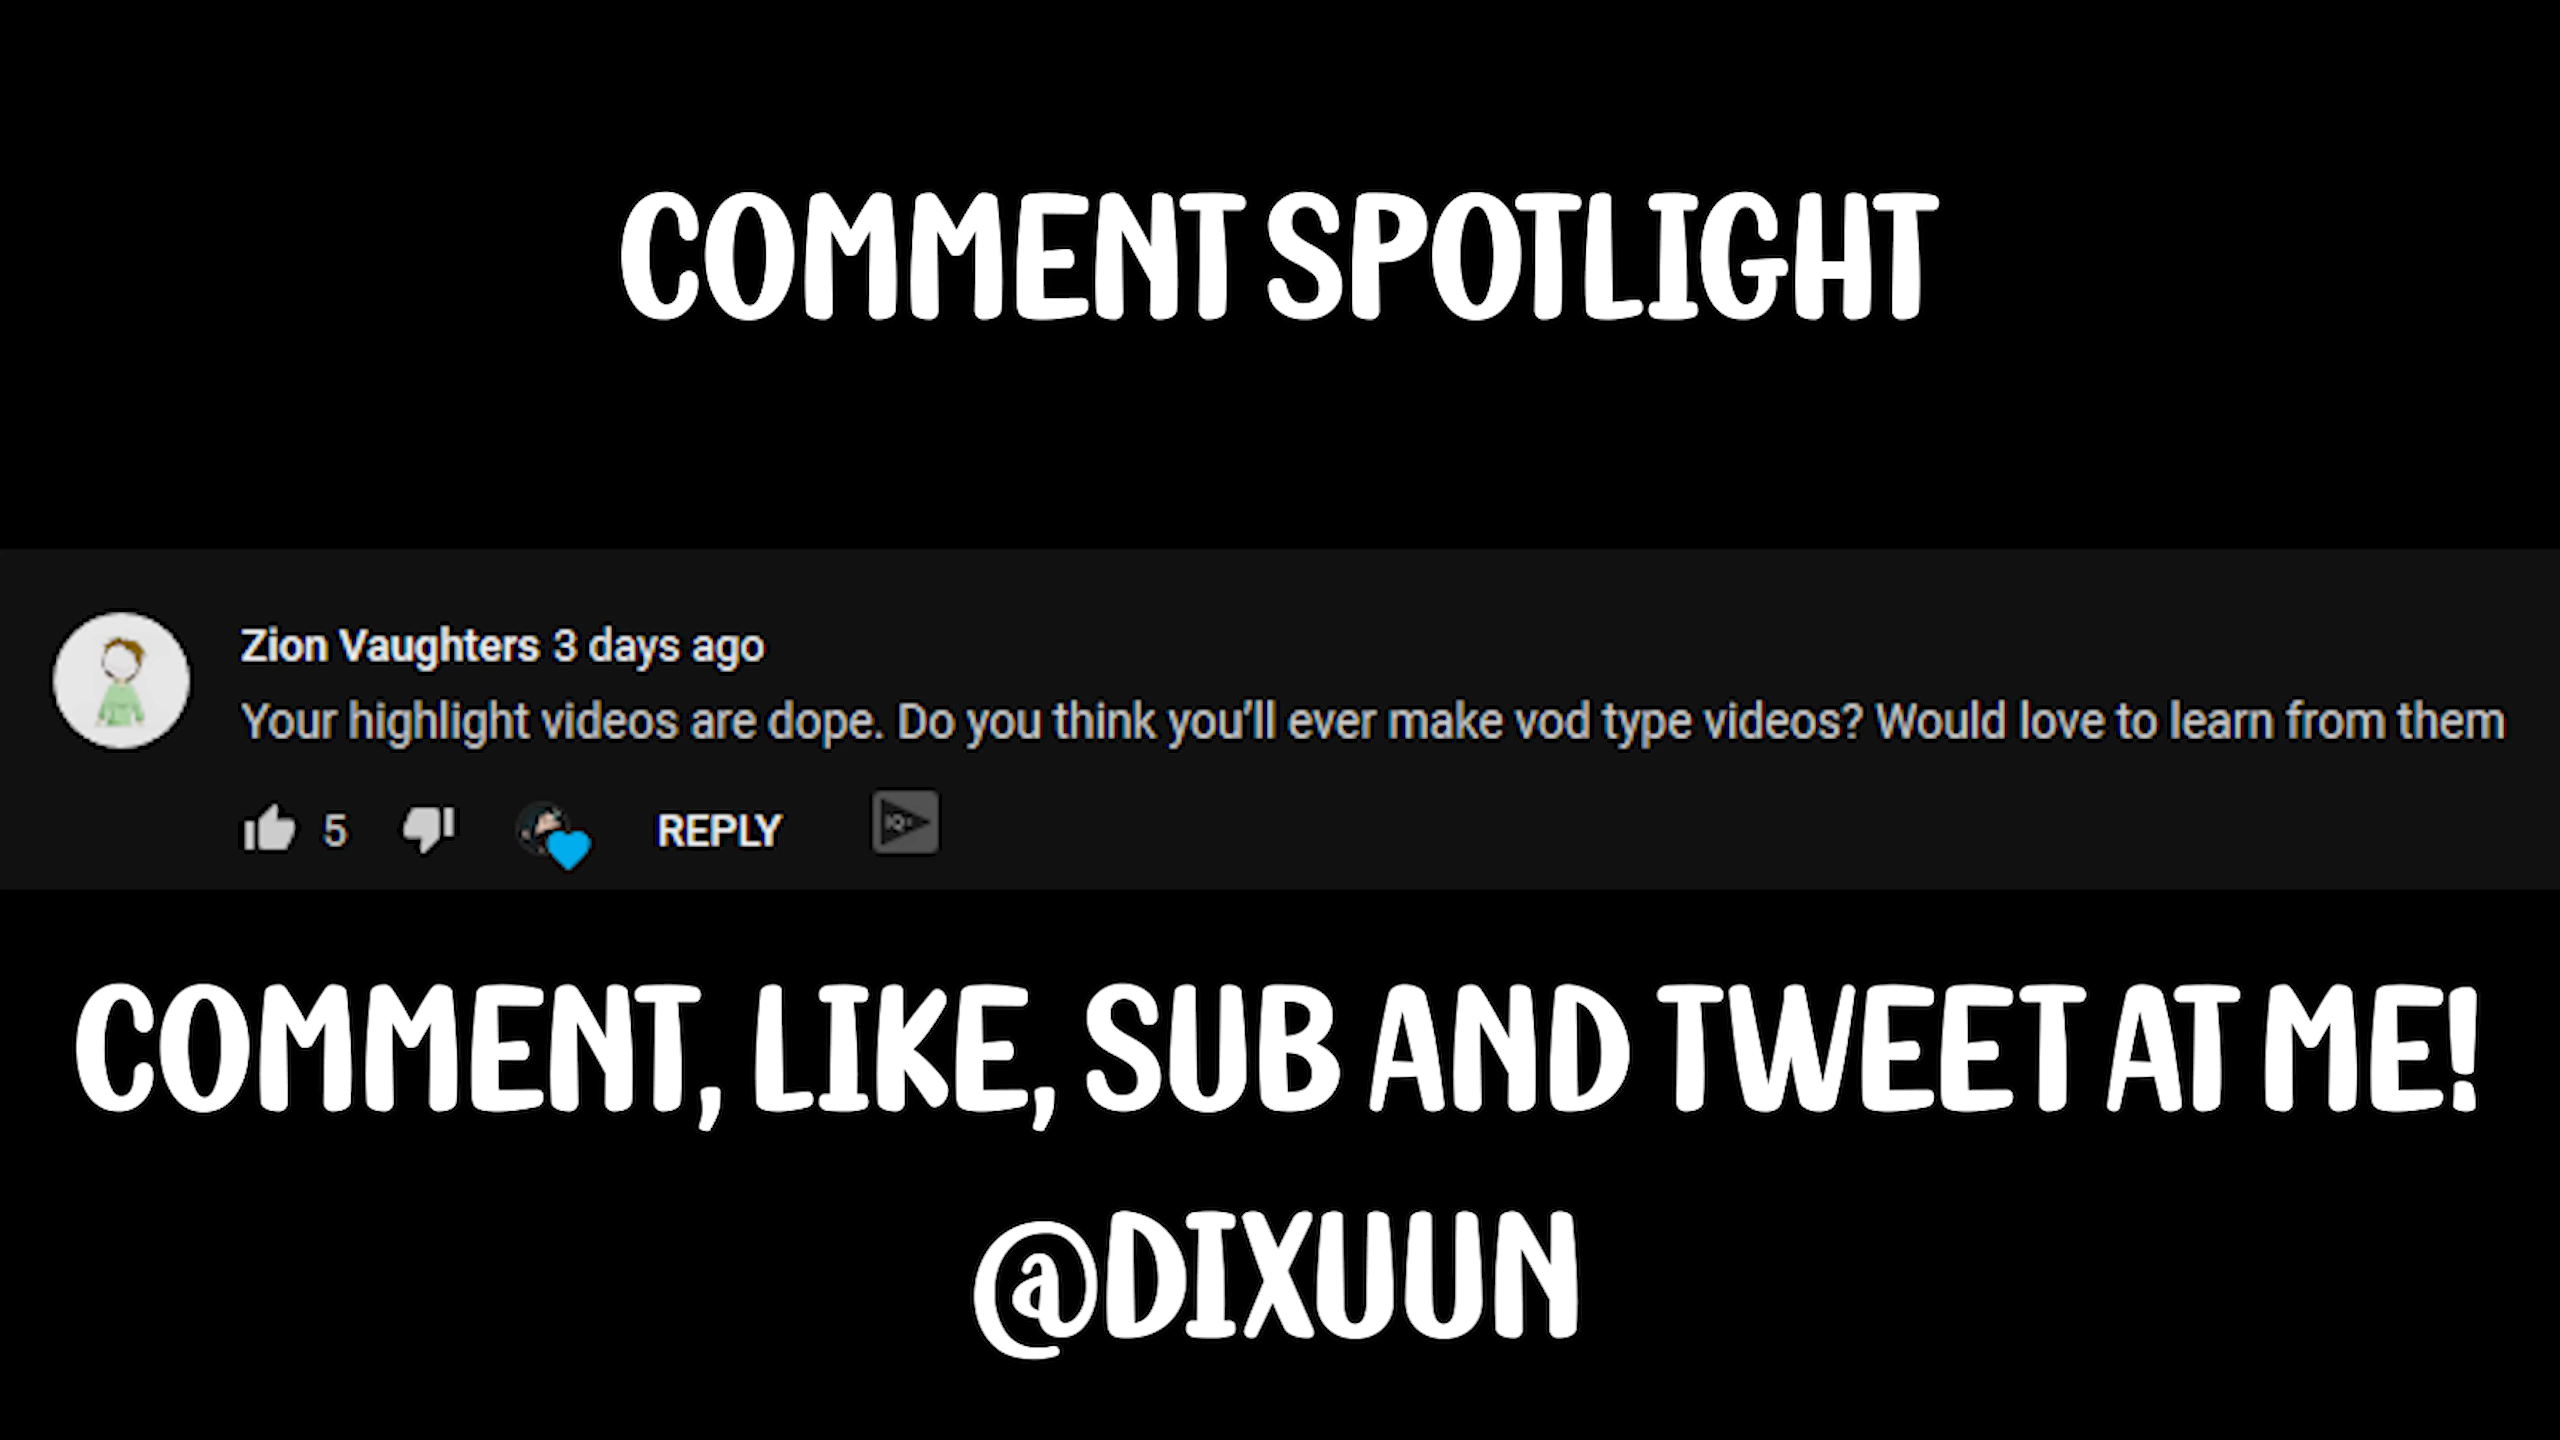 COMMENT SPOTLIGHT
Zion Vaughters 3 days ago
Your highlight videos are dope. Do you think you'll ever make vod type videos? Would love to learn from them
5 REPLY IQ
COMMENT, LIKE, SUB AND TWEET AT ME!
@DIXUUN